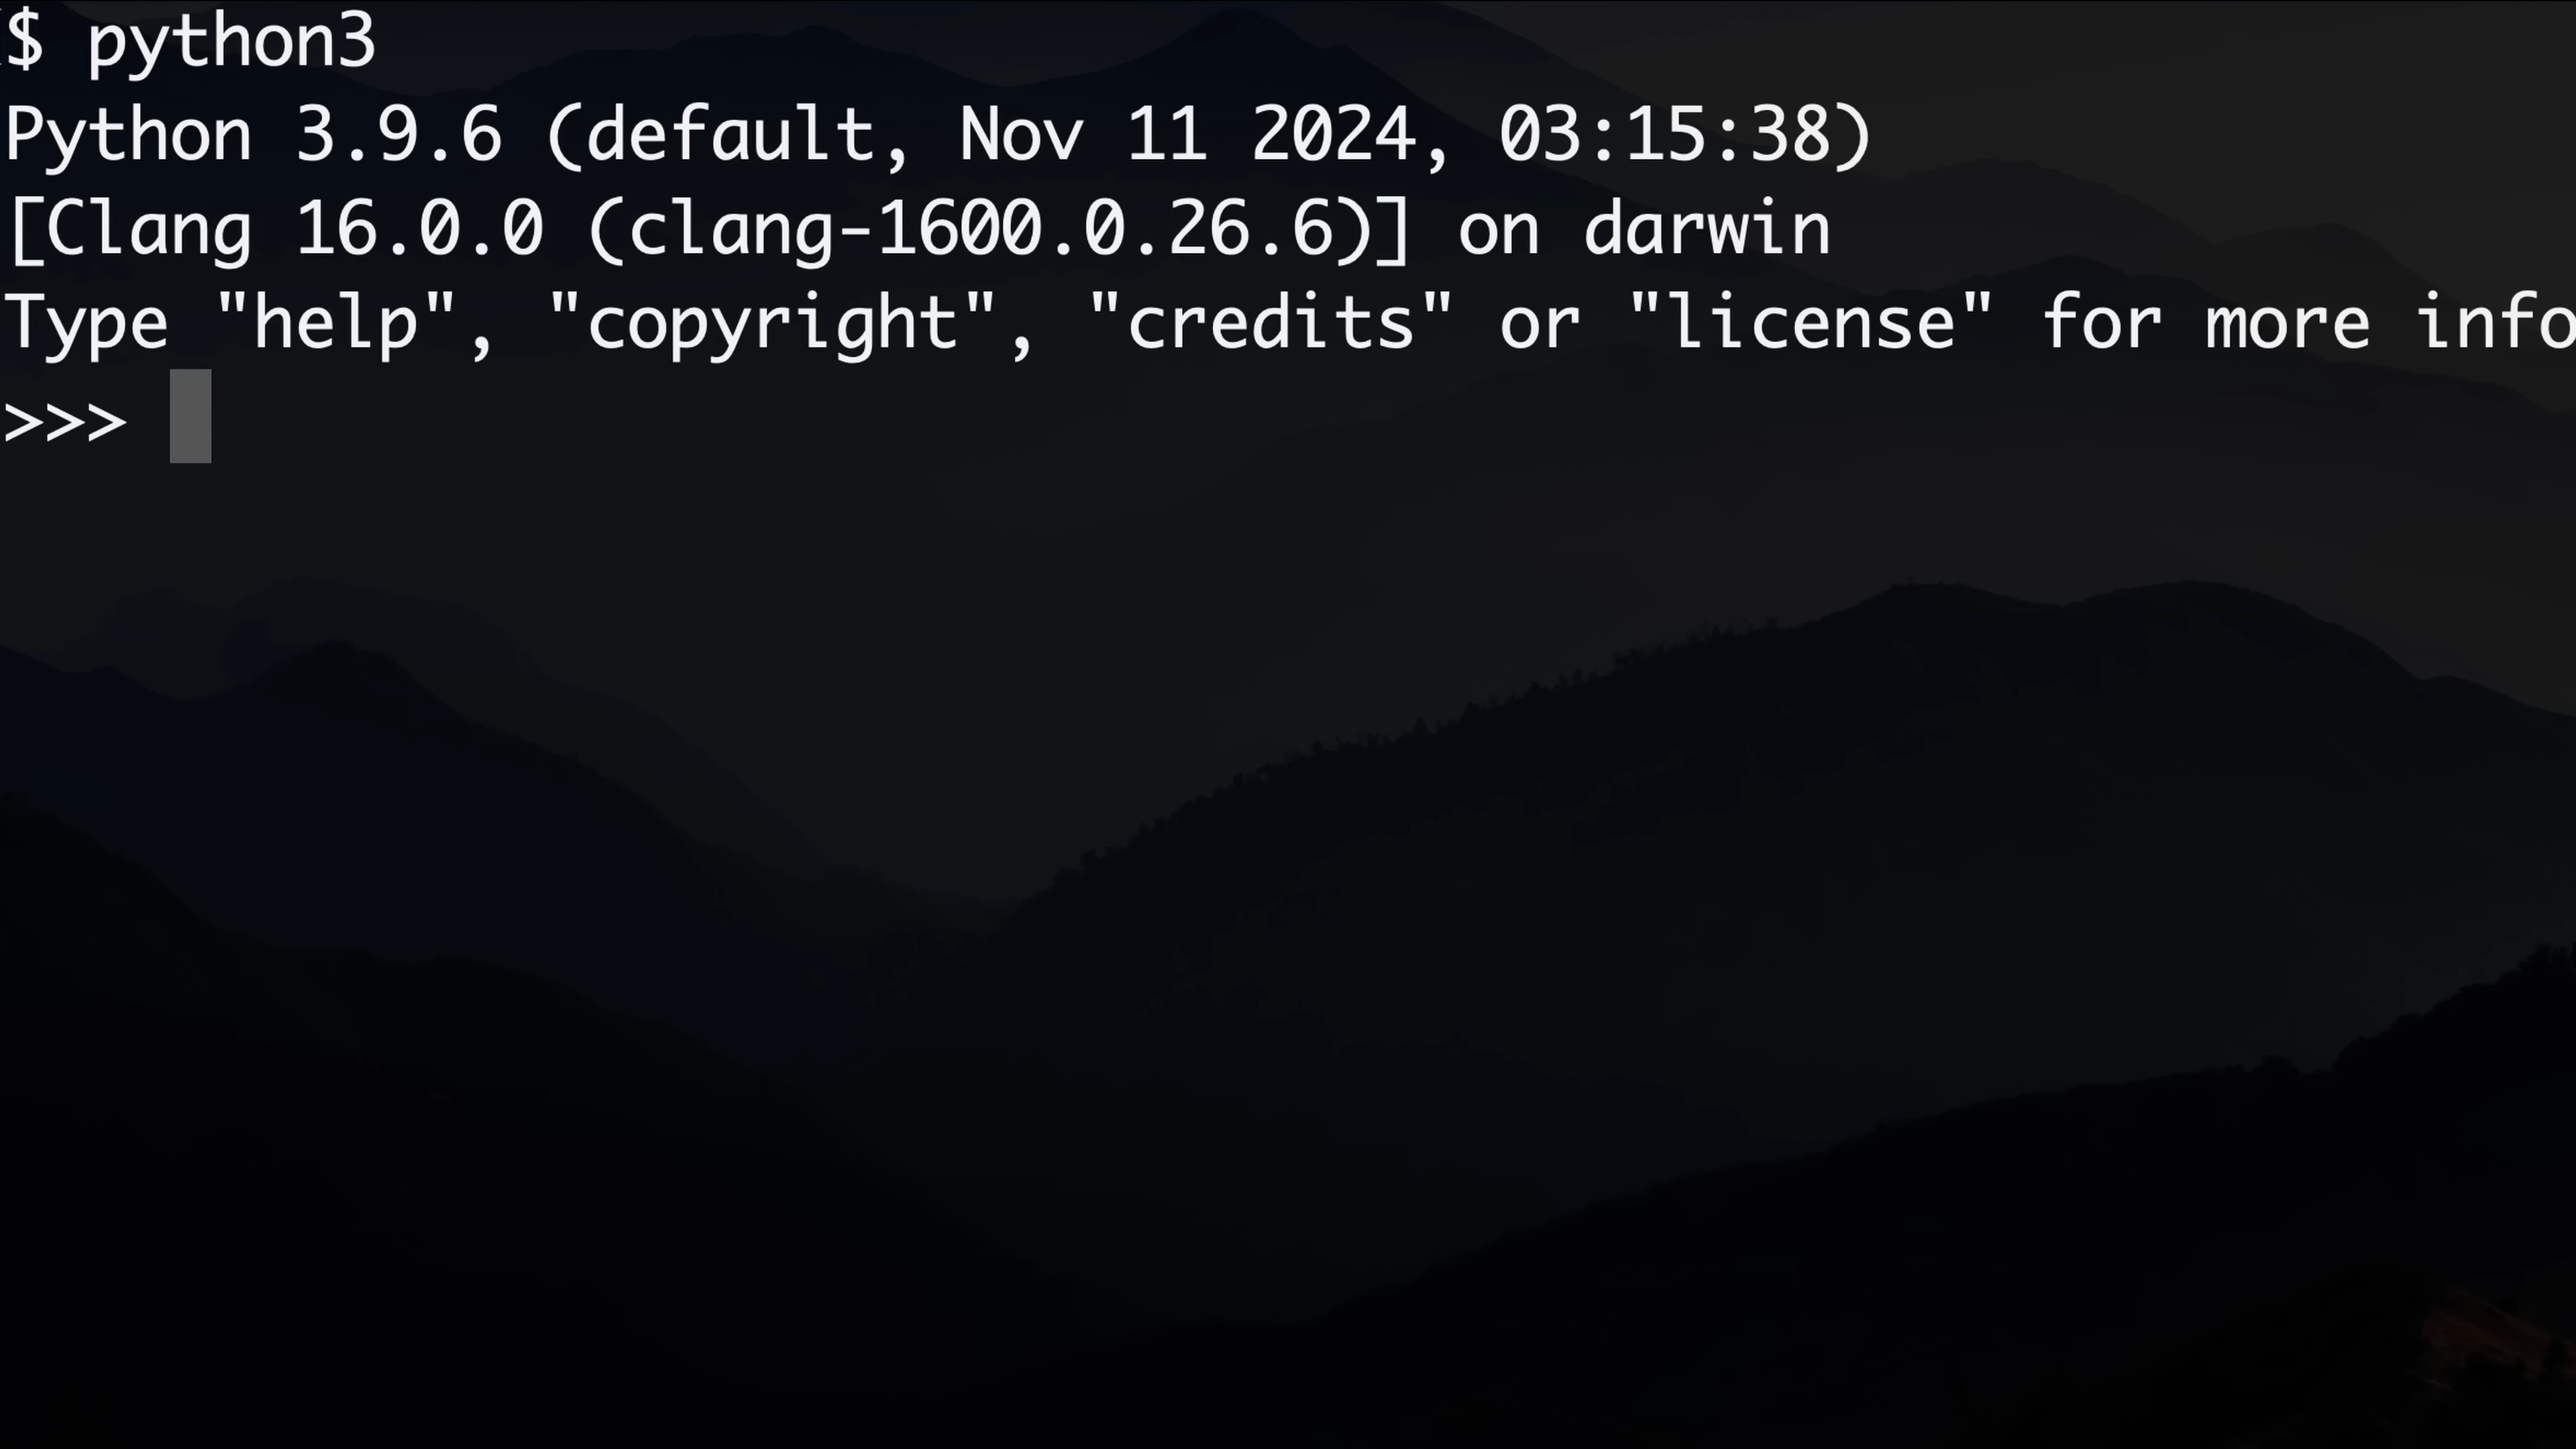 $ python3
Python 3.9.6 (default, Nov 11 2024, 03:15:38)
[Clang 16.0.0 (clang-1600.0.26.6)] on darwin
Type "help", "copyright", "credits" or "license" for more info
>>>